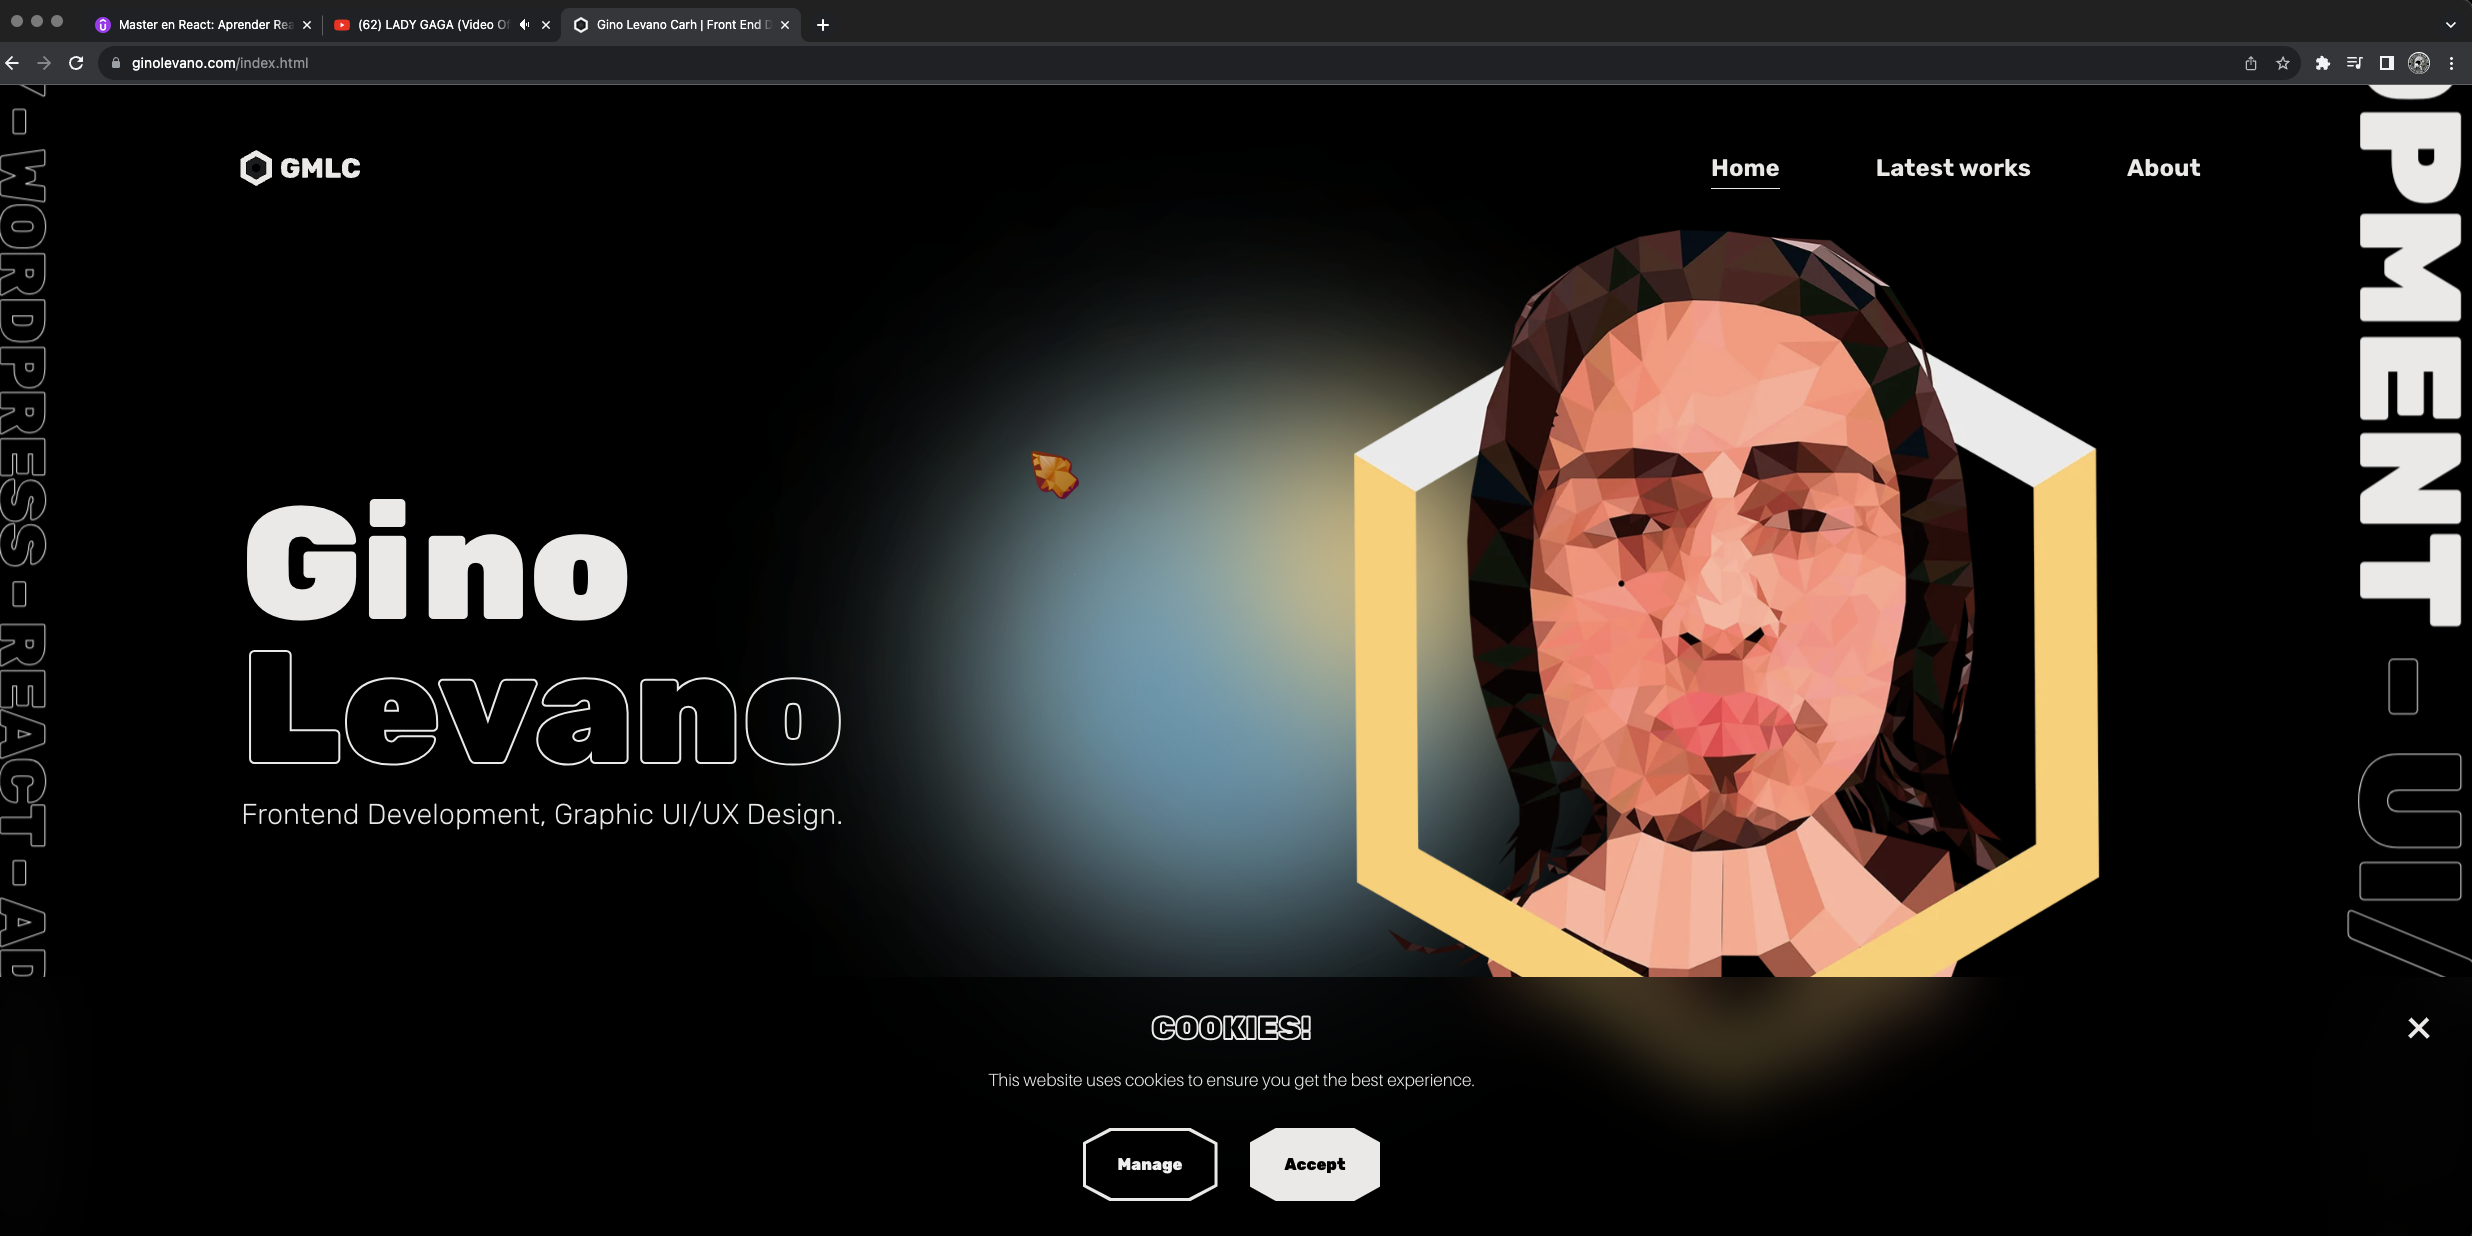 Master en React: Aprender Rea
(62) LADY GAGA (Video Of
Gino Levano Carh | Front End D
ginolevano.com/index.html
GMLC
Home
Latest works
About
- WORDPRESS - REACT - AD
OPMENT - UI/
Gino
Levano
Frontend Development, Graphic UI/UX Design.
COOKIES!
This website uses cookies to ensure you get the best experience.
Manage
Accept